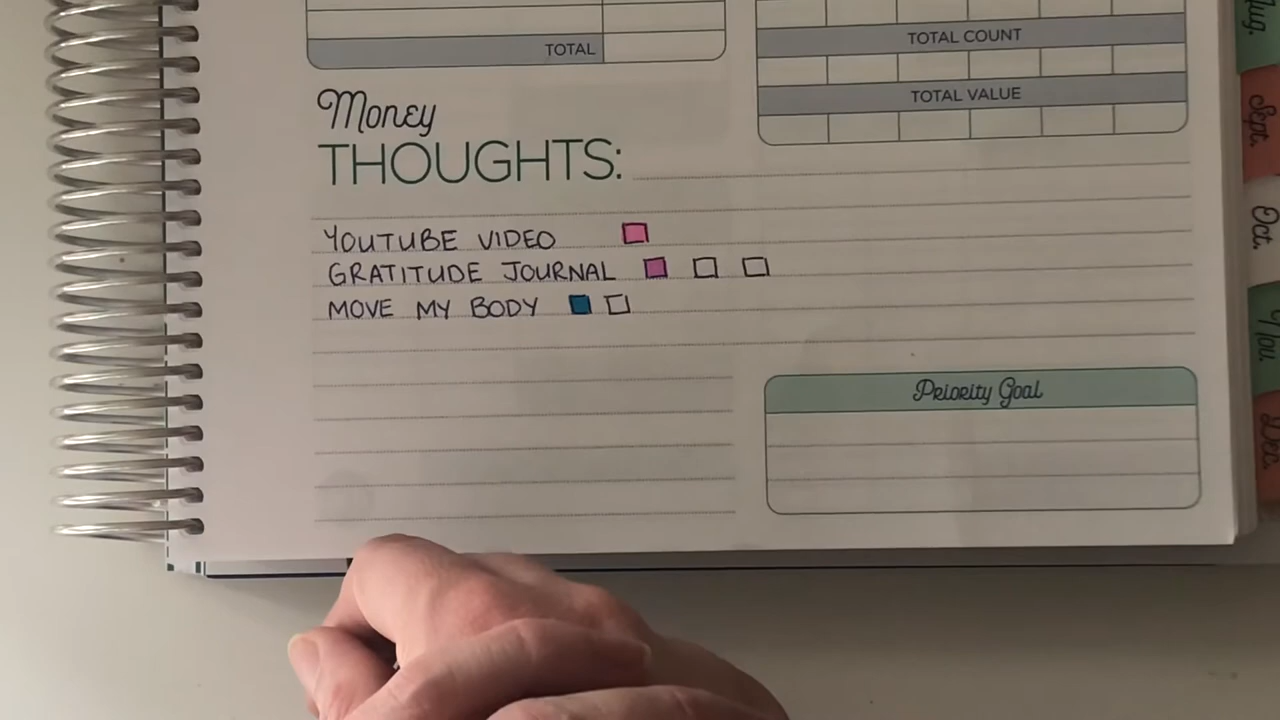 TOTAL
TOTAL COUNT
TOTAL VALUE
Money
THOUGHTS:
YOUTUBE VIDEO
GRATITUDE JOURNAL
MOVE MY BODY
Priority Goal
Aug.
Sept.
Oct.
Nov.
Dec.